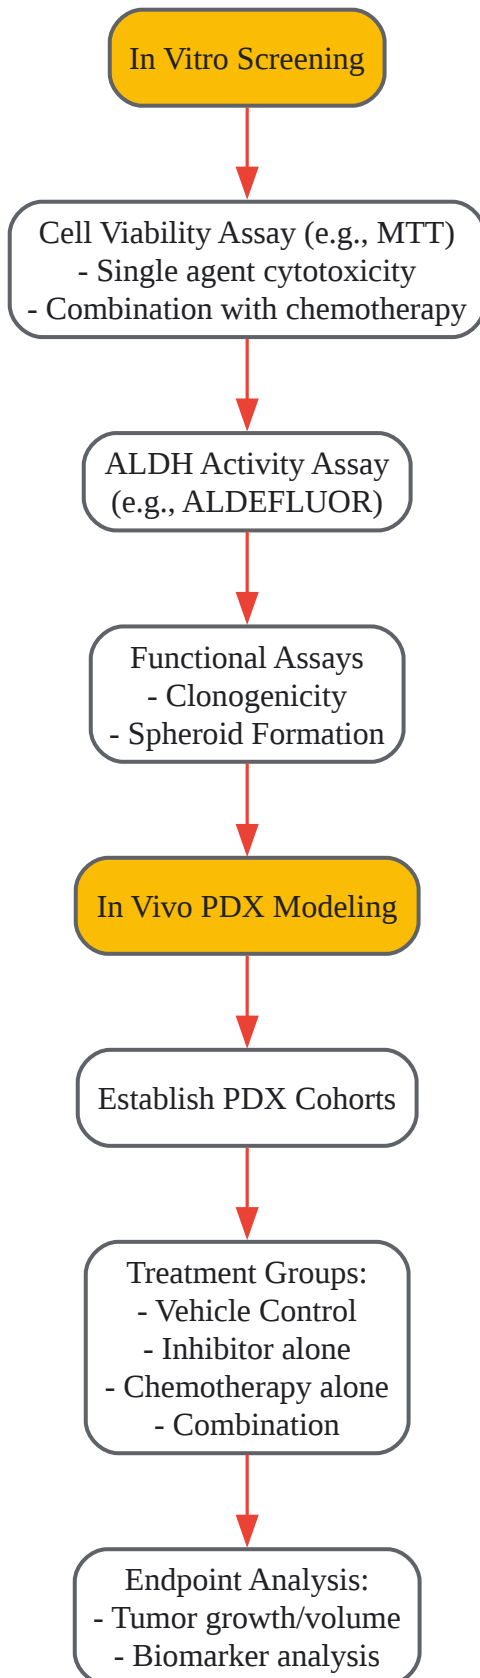 In Vitro Screening
Cell Viability Assay (e.g., MTT)
- Single agent cytotoxicity
- Combination with chemotherapy
ALDH Activity Assay
(e.g., ALDEFLUOR)
Functional Assays
- Clonogenicity
- Spheroid Formation
In Vivo PDX Modeling
Establish PDX Cohorts
Treatment Groups:
- Vehicle Control
- Inhibitor alone
- Chemotherapy alone
- Combination
Endpoint Analysis:
- Tumor growth/volume
- Biomarker analysis